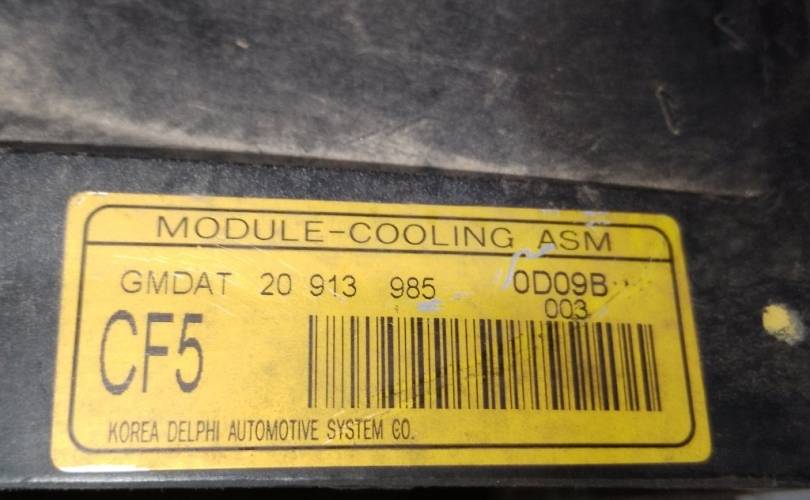 MODULE-COOLING ASM
GMDAT 20 913 985 0D09B
003
CF5
KOREA DELPHI AUTOMOTIVE SYSTEM CO.